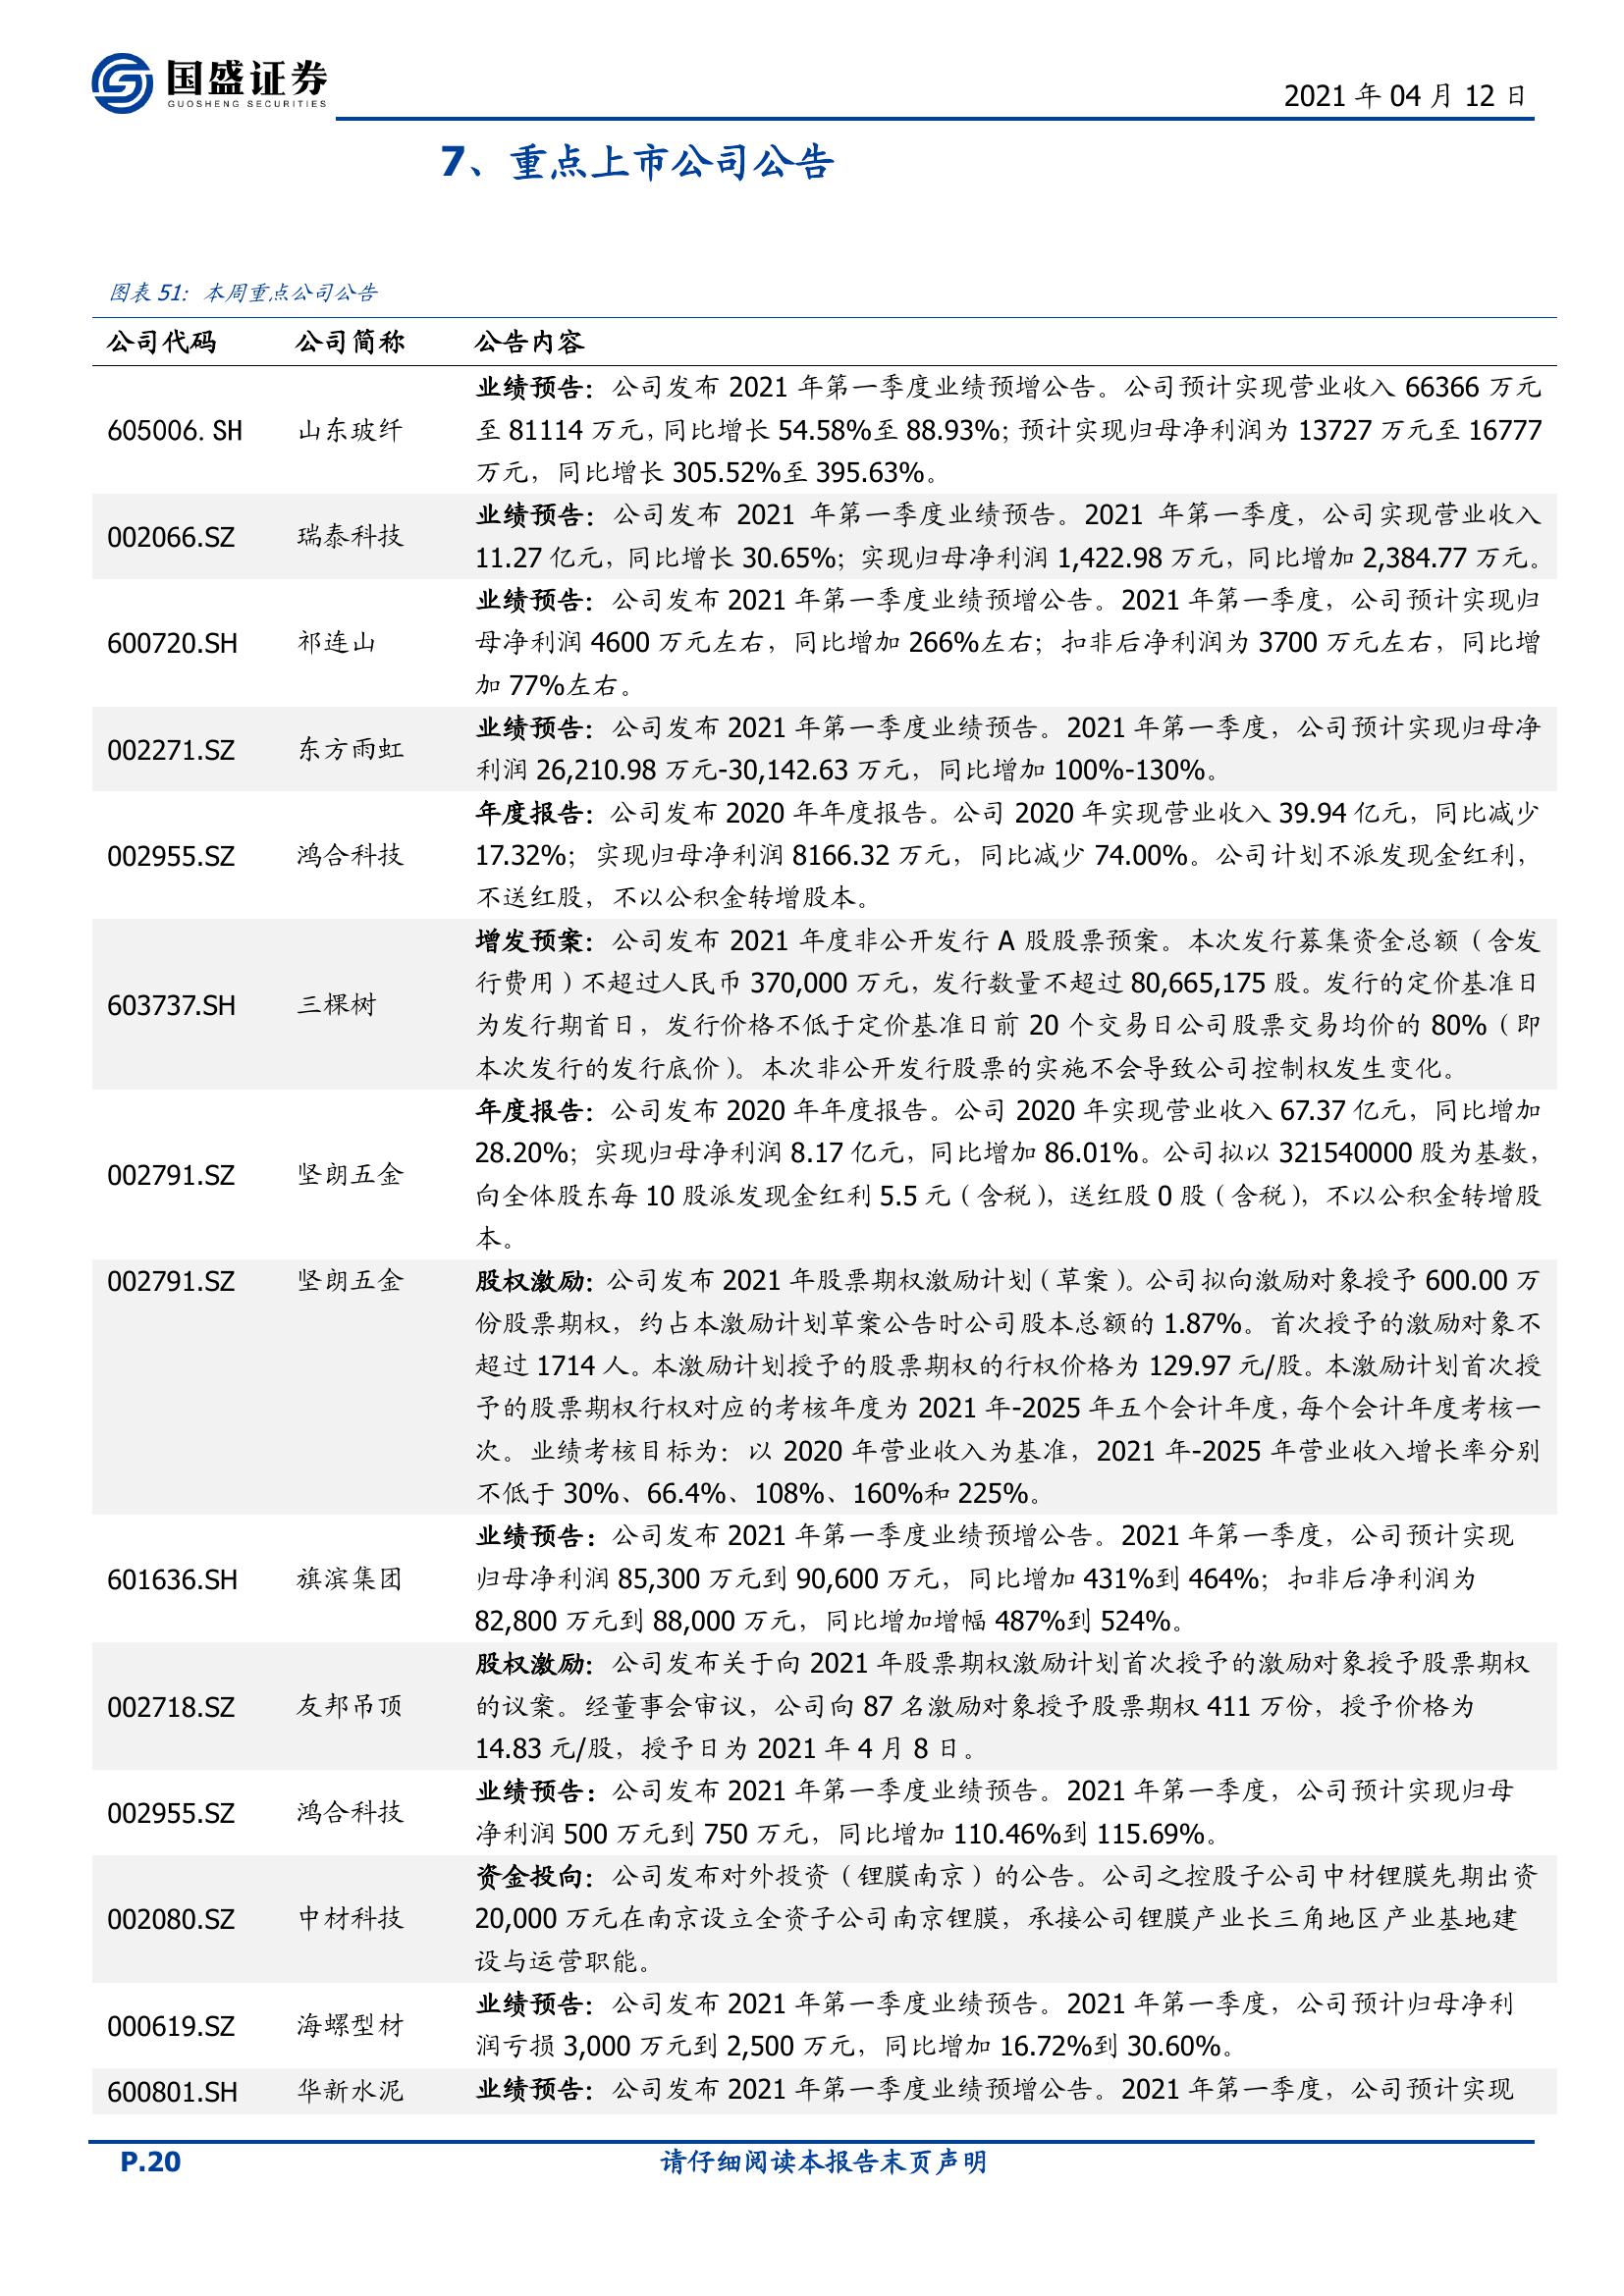 国盛证券
GUOSHENG SECURITIES
2021 年 04 月 12 日
7、重点上市公司公告
图表 51：本周重点公司公告
公司代码 公司简称 公告内容
605006. SH 山东玻纤 业绩预告：公司发布 2021 年第一季度业绩预增公告。公司预计实现营业收入 66366 万元
至 81114 万元，同比增长 54.58%至 88.93%；预计实现归母净利润为 13727 万元至 16777
万元，同比增长 305.52%至 395.63%。
002066.SZ 瑞泰科技 业绩预告：公司发布 2021 年第一季度业绩预告。2021 年第一季度，公司实现营业收入
11.27 亿元，同比增长 30.65%；实现归母净利润 1,422.98 万元，同比增加 2,384.77 万元。
600720.SH 祁连山 业绩预告：公司发布 2021 年第一季度业绩预增公告。2021 年第一季度，公司预计实现归
母净利润 4600 万元左右，同比增加 266%左右；扣非后净利润为 3700 万元左右，同比增
加 77%左右。
002271.SZ 东方雨虹 业绩预告：公司发布 2021 年第一季度业绩预告。2021 年第一季度，公司预计实现归母净
利润 26,210.98 万元-30,142.63 万元，同比增加 100%-130%。
002955.SZ 鸿合科技 年度报告：公司发布 2020 年年度报告。公司 2020 年实现营业收入 39.94 亿元，同比减少
17.32%；实现归母净利润 8166.32 万元，同比减少 74.00%。公司计划不派发现金红利，
不送红股，不以公积金转增股本。
603737.SH 三棵树 增发预案：公司发布 2021 年度非公开发行 A 股股票预案。本次发行募集资金总额（含发
行费用）不超过人民币 370,000 万元，发行数量不超过 80,665,175 股。发行的定价基准日
为发行期首日，发行价格不低于定价基准日前 20 个交易日公司股票交易均价的 80%（即
本次发行的发行底价）。本次非公开发行股票的实施不会导致公司控制权发生变化。
002791.SZ 坚朗五金 年度报告：公司发布 2020 年年度报告。公司 2020 年实现营业收入 67.37 亿元，同比增加
28.20%；实现归母净利润 8.17 亿元，同比增加 86.01%。公司拟以 321540000 股为基数，
向全体股东每 10 股派发现金红利 5.5 元（含税），送红股 0 股（含税），不以公积金转增股
本。
002791.SZ 坚朗五金 股权激励：公司发布 2021 年股票期权激励计划（草案）。公司拟向激励对象授予 600.00 万
份股票期权，约占本激励计划草案公告时公司股本总额的 1.87%。首次授予的激励对象不
超过 1714 人。本激励计划授予的股票期权的行权价格为 129.97 元/股。本激励计划首次授
予的股票期权行权对应的考核年度为 2021 年-2025 年五个会计年度，每个会计年度考核一
次。业绩考核目标为：以 2020 年营业收入为基准，2021 年-2025 年营业收入增长率分别
不低于 30%、66.4%、108%、160%和 225%。
601636.SH 旗滨集团 业绩预告：公司发布 2021 年第一季度业绩预增公告。2021 年第一季度，公司预计实现
归母净利润 85,300 万元到 90,600 万元，同比增加 431%到 464%；扣非后净利润为
82,800 万元到 88,000 万元，同比增加增幅 487%到 524%。
002718.SZ 友邦吊顶 股权激励：公司发布关于向 2021 年股票期权激励计划首次授予的激励对象授予股票期权
的议案。经董事会审议，公司向 87 名激励对象授予股票期权 411 万份，授予价格为
14.83 元/股，授予日为 2021 年 4 月 8 日。
002955.SZ 鸿合科技 业绩预告：公司发布 2021 年第一季度业绩预告。2021 年第一季度，公司预计实现归母
净利润 500 万元到 750 万元，同比增加 110.46%到 115.69%。
002080.SZ 中材科技 资金投向：公司发布对外投资（锂膜南京）的公告。公司之控股子公司中材锂膜先期出资
20,000 万元在南京设立全资子公司南京锂膜，承接公司锂膜产业长三角地区产业基地建
设与运营职能。
000619.SZ 海螺型材 业绩预告：公司发布 2021 年第一季度业绩预告。2021 年第一季度，公司预计归母净利
润亏损 3,000 万元到 2,500 万元，同比增加 16.72%到 30.60%。
600801.SH 华新水泥 业绩预告：公司发布 2021 年第一季度业绩预增公告。2021 年第一季度，公司预计实现
P.20 请仔细阅读本报告末页声明